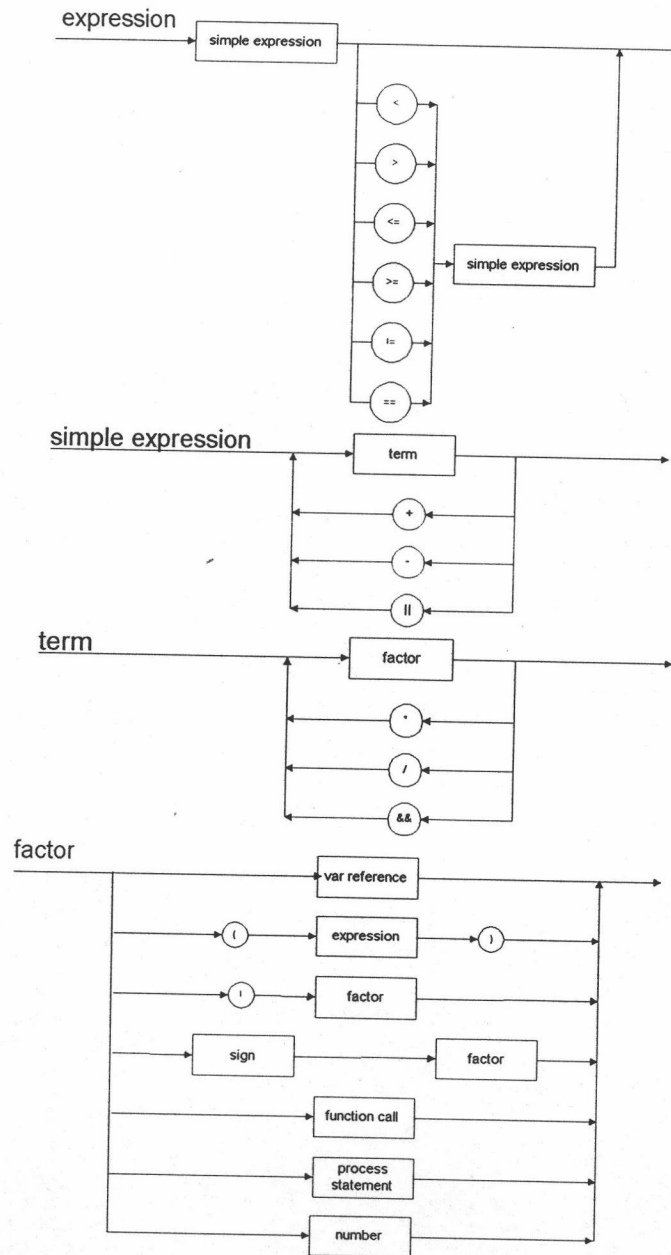 expression
simple expression
<
>
<=
>=
simple expression
!=
==
simple expression
term
+
-
||
term
factor
*
/
&&
factor
var reference
( expression )
! factor
sign factor
function call
process
statement
number